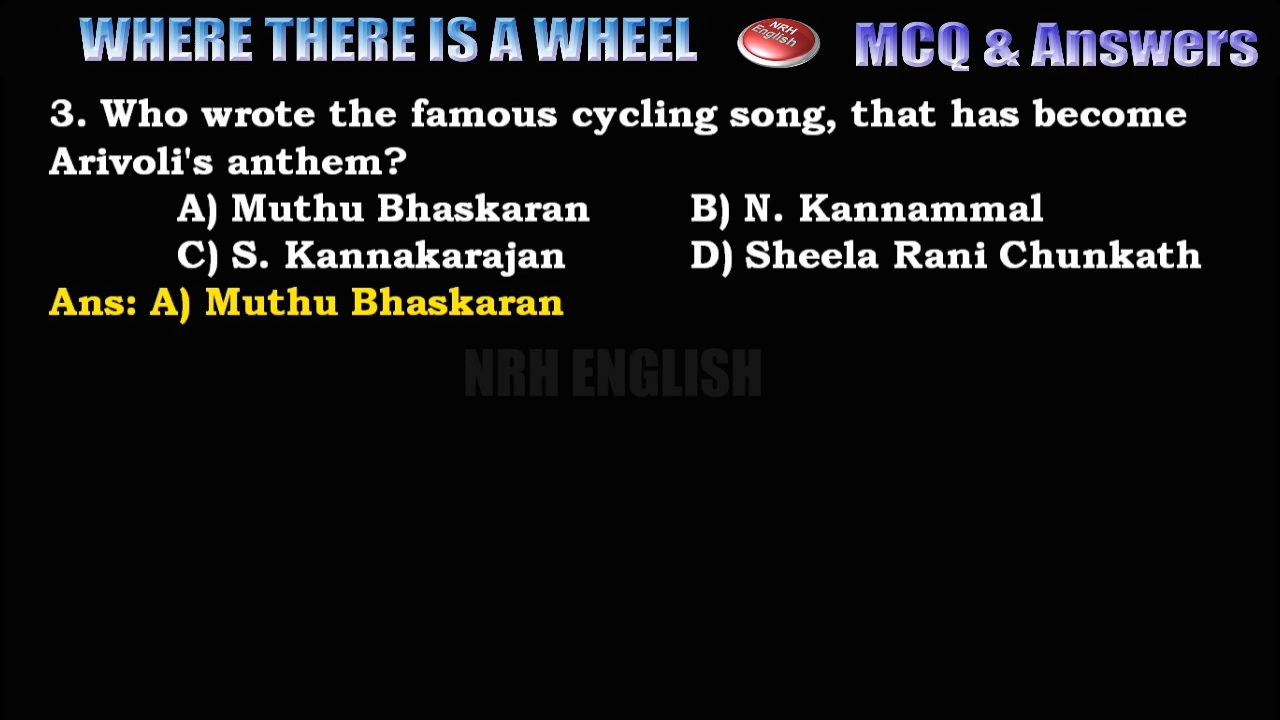 WHERE THERE IS A WHEEL
NRH
English
MCQ & Answers
3. Who wrote the famous cycling song, that has become
Arivoli's anthem?
A) Muthu Bhaskaran B) N. Kannammal
C) S. Kannakarajan D) Sheela Rani Chunkath
Ans: A) Muthu Bhaskaran
NRH ENGLISH